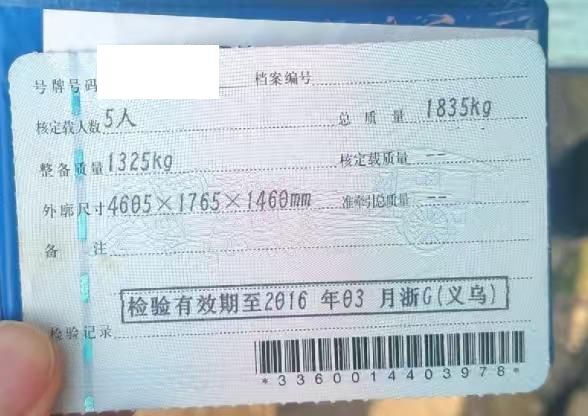 号牌号码 档案编号
核定载人数 5人 总质量 1835kg
整备质量 1325kg 核定载质量 --
外廓尺寸 4605×1765×1460mm 准牵引总质量 --
备注
检验有效期至2016 年03 月浙G(义乌)
检验记录
*3360014403978*